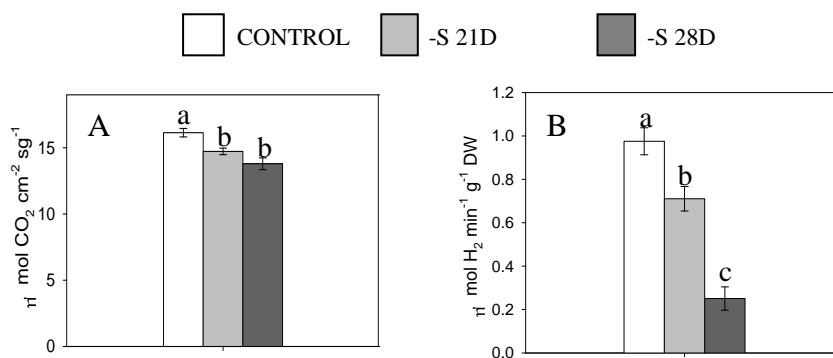 CONTROL -S 21D -S 28D
A
a b b
15
10
5
0
η mol CO₂ cm⁻² sg⁻¹
B
a
b
c
1.2
1.0
0.8
0.6
0.4
0.2
0.0
η mol H₂ min⁻¹ g⁻¹ DW